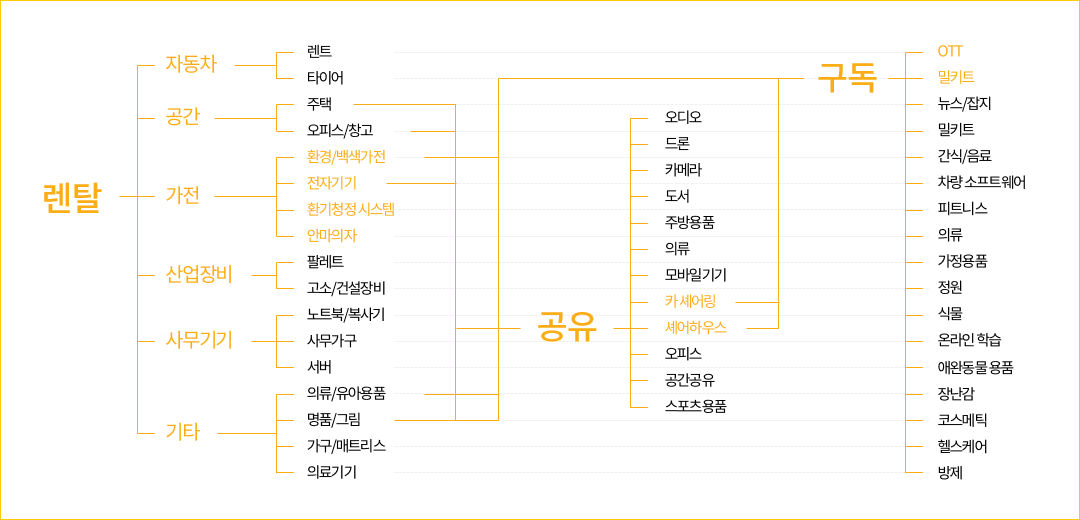 렌탈
자동차
렌트
타이어
공간
주택
오피스/창고
가전
환경/백색가전
전자기기
환기청정 시스템
안마의자
산업장비
팔레트
고소/건설장비
사무기기
노트북/복사기
사무가구
서버
기타
의류/유아용품
명품/그림
가구/매트리스
의료기기
공유
오디오
드론
카메라
도서
주방용품
의류
모바일기기
카 셰어링
셰어하우스
오피스
공간공유
스포츠용품
구독
OTT
밀키트
뉴스/잡지
밀키트
간식/음료
차량 소프트웨어
피트니스
의류
가정용품
정원
식물
온라인 학습
애완동물 용품
장난감
코스메틱
헬스케어
방제